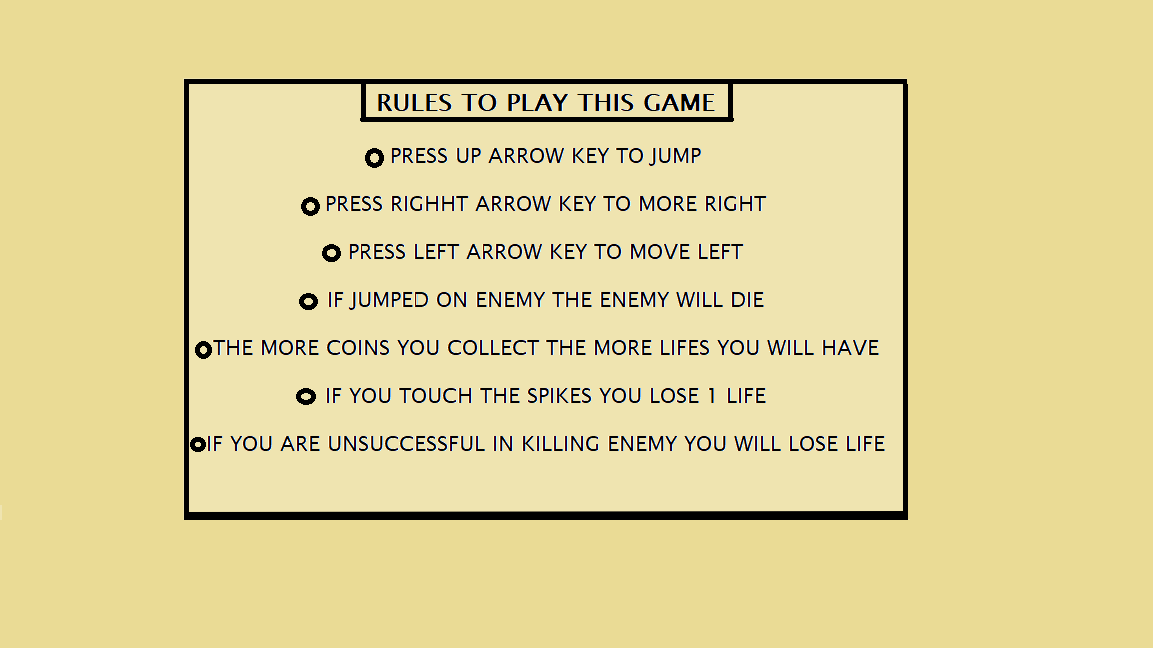 RULES TO PLAY THIS GAME
PRESS UP ARROW KEY TO JUMP
PRESS RIGHHT ARROW KEY TO MORE RIGHT
PRESS LEFT ARROW KEY TO MOVE LEFT
IF JUMPED ON ENEMY THE ENEMY WILL DIE
THE MORE COINS YOU COLLECT THE MORE LIFES YOU WILL HAVE
IF YOU TOUCH THE SPIKES YOU LOSE 1 LIFE
IF YOU ARE UNSUCCESSFUL IN KILLING ENEMY YOU WILL LOSE LIFE